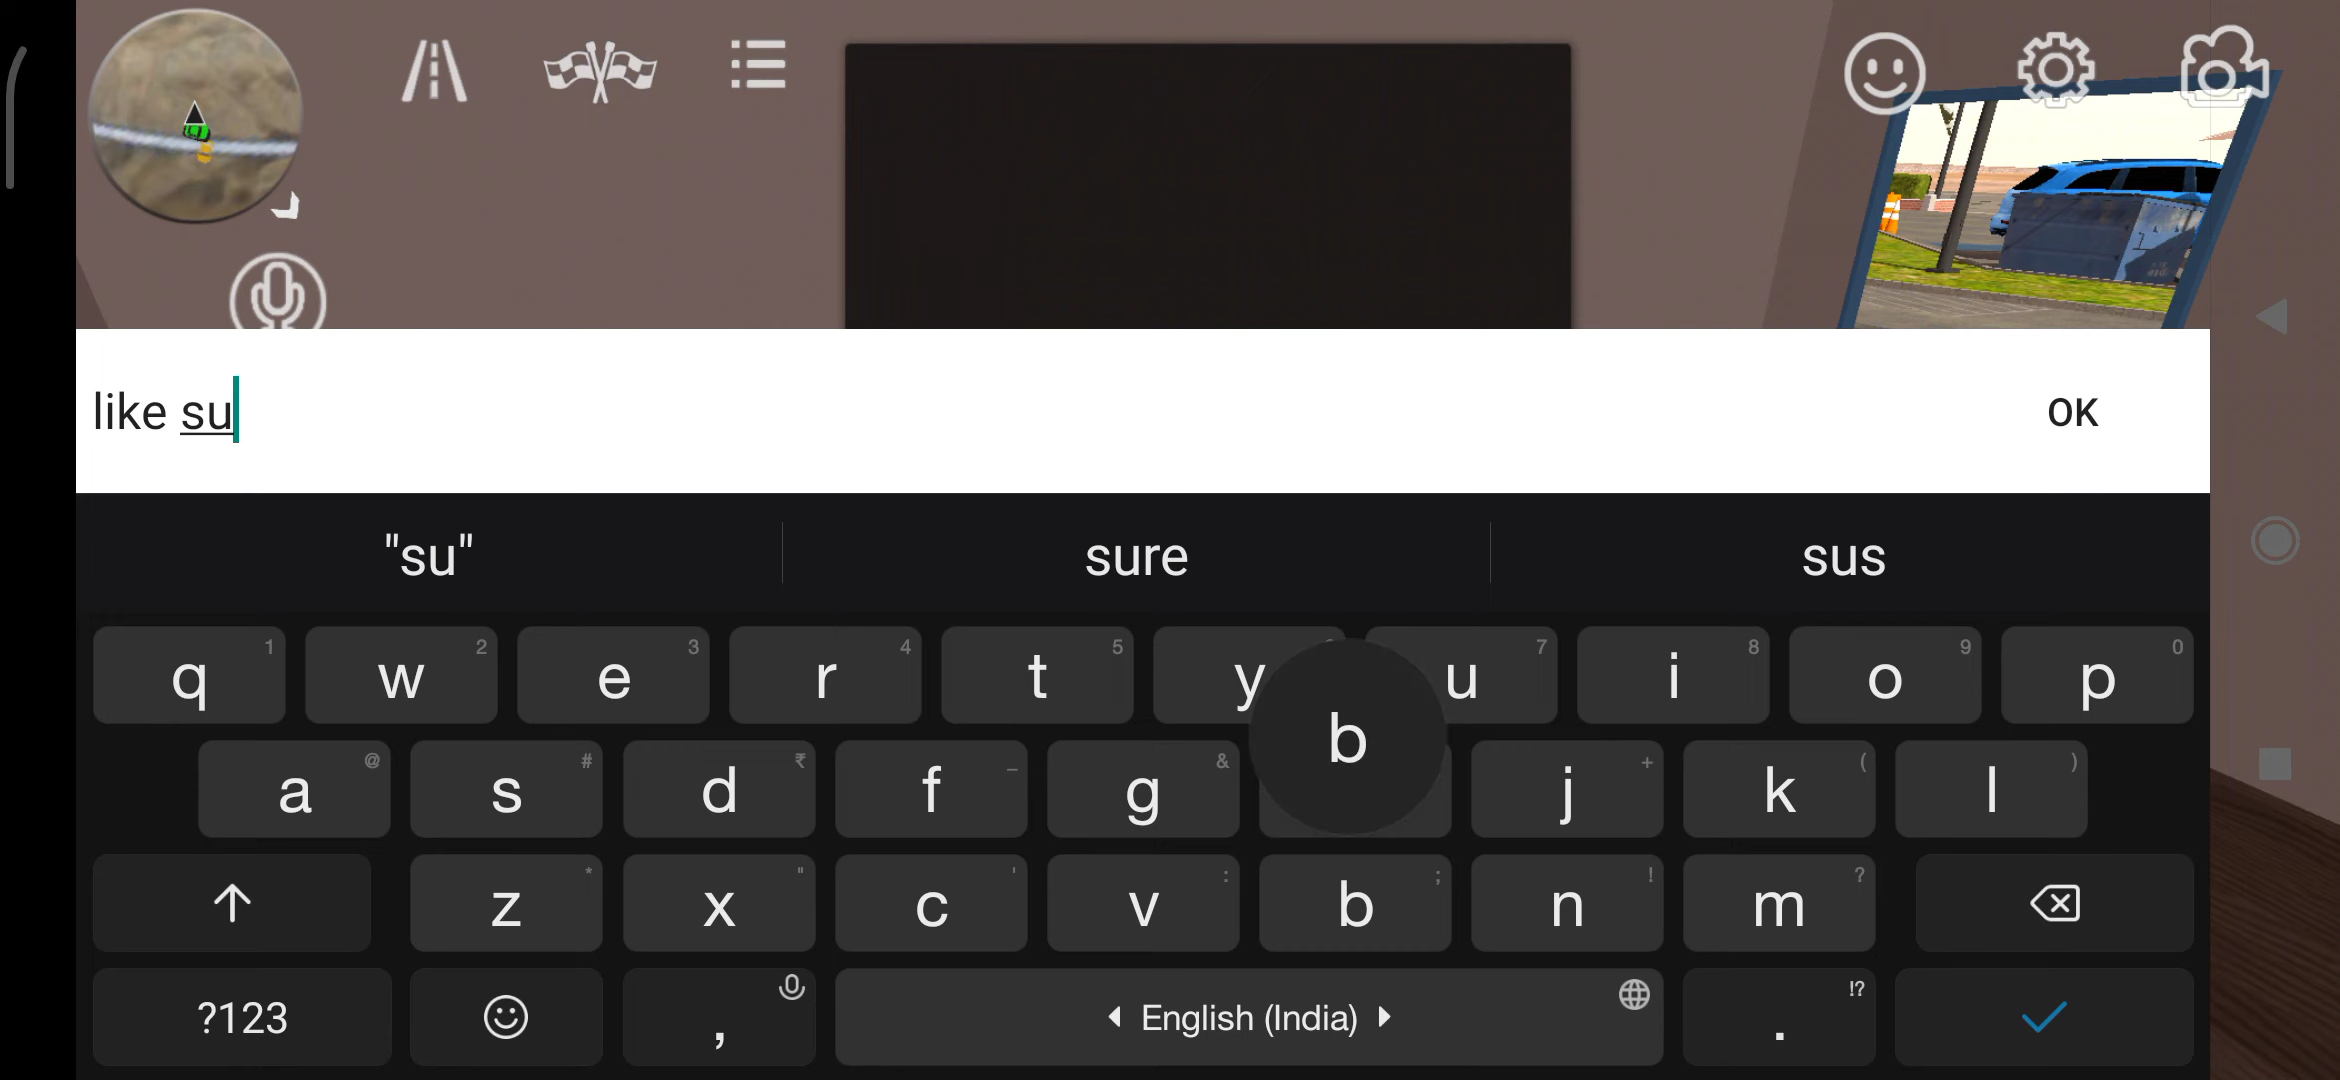 like su
OK
"su" sure sus
q 1 w 2 e 3 r 4 t 5 y u 7 i 8 o 9 p 0
b
a @ s # d ₹ f _ g & j + k ( l )
z * x " c ' v : b ; n ! m ?
?123 , English (India) . !?